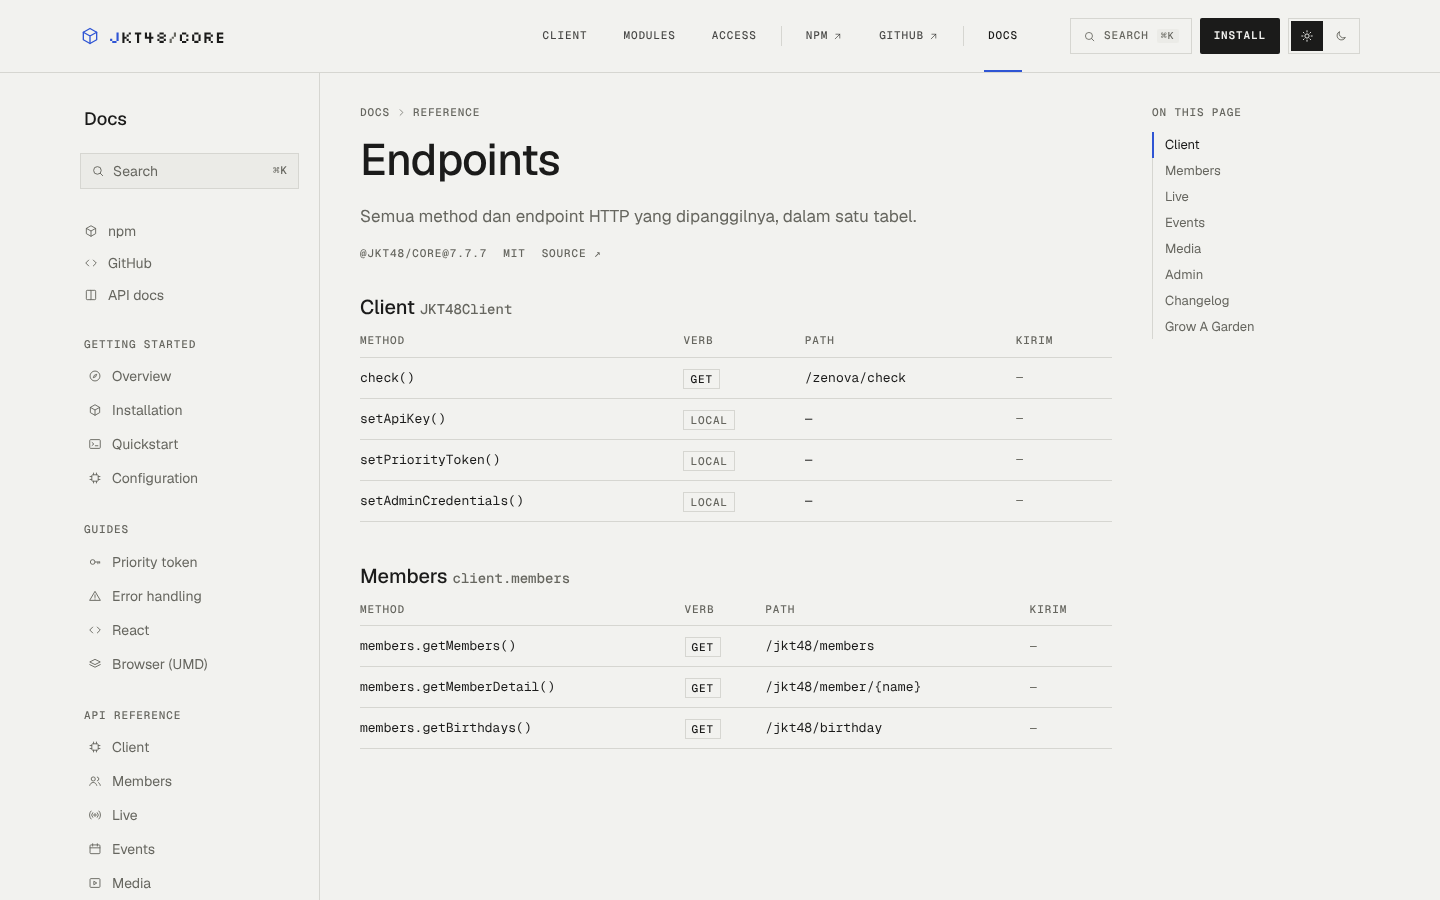 JKT48/CORE
CLIENT MODULES ACCESS NPM ↗ GITHUB ↗ DOCS SEARCH ⌘K INSTALL
Docs
Search ⌘K
npm
GitHub
API docs
GETTING STARTED
Overview
Installation
Quickstart
Configuration
GUIDES
Priority token
Error handling
React
Browser (UMD)
API REFERENCE
Client
Members
Live
Events
Media
DOCS > REFERENCE
Endpoints
Semua method dan endpoint HTTP yang dipanggilnya, dalam satu tabel.
@JKT48/CORE@7.7.7 MIT SOURCE ↗
Client JKT48Client
METHOD VERB PATH KIRIM
check() GET /zenova/check —
setApiKey() LOCAL — —
setPriorityToken() LOCAL — —
setAdminCredentials() LOCAL — —
Members client.members
METHOD VERB PATH KIRIM
members.getMembers() GET /jkt48/members —
members.getMemberDetail() GET /jkt48/member/{name} —
members.getBirthdays() GET /jkt48/birthday —
ON THIS PAGE
Client
Members
Live
Events
Media
Admin
Changelog
Grow A Garden